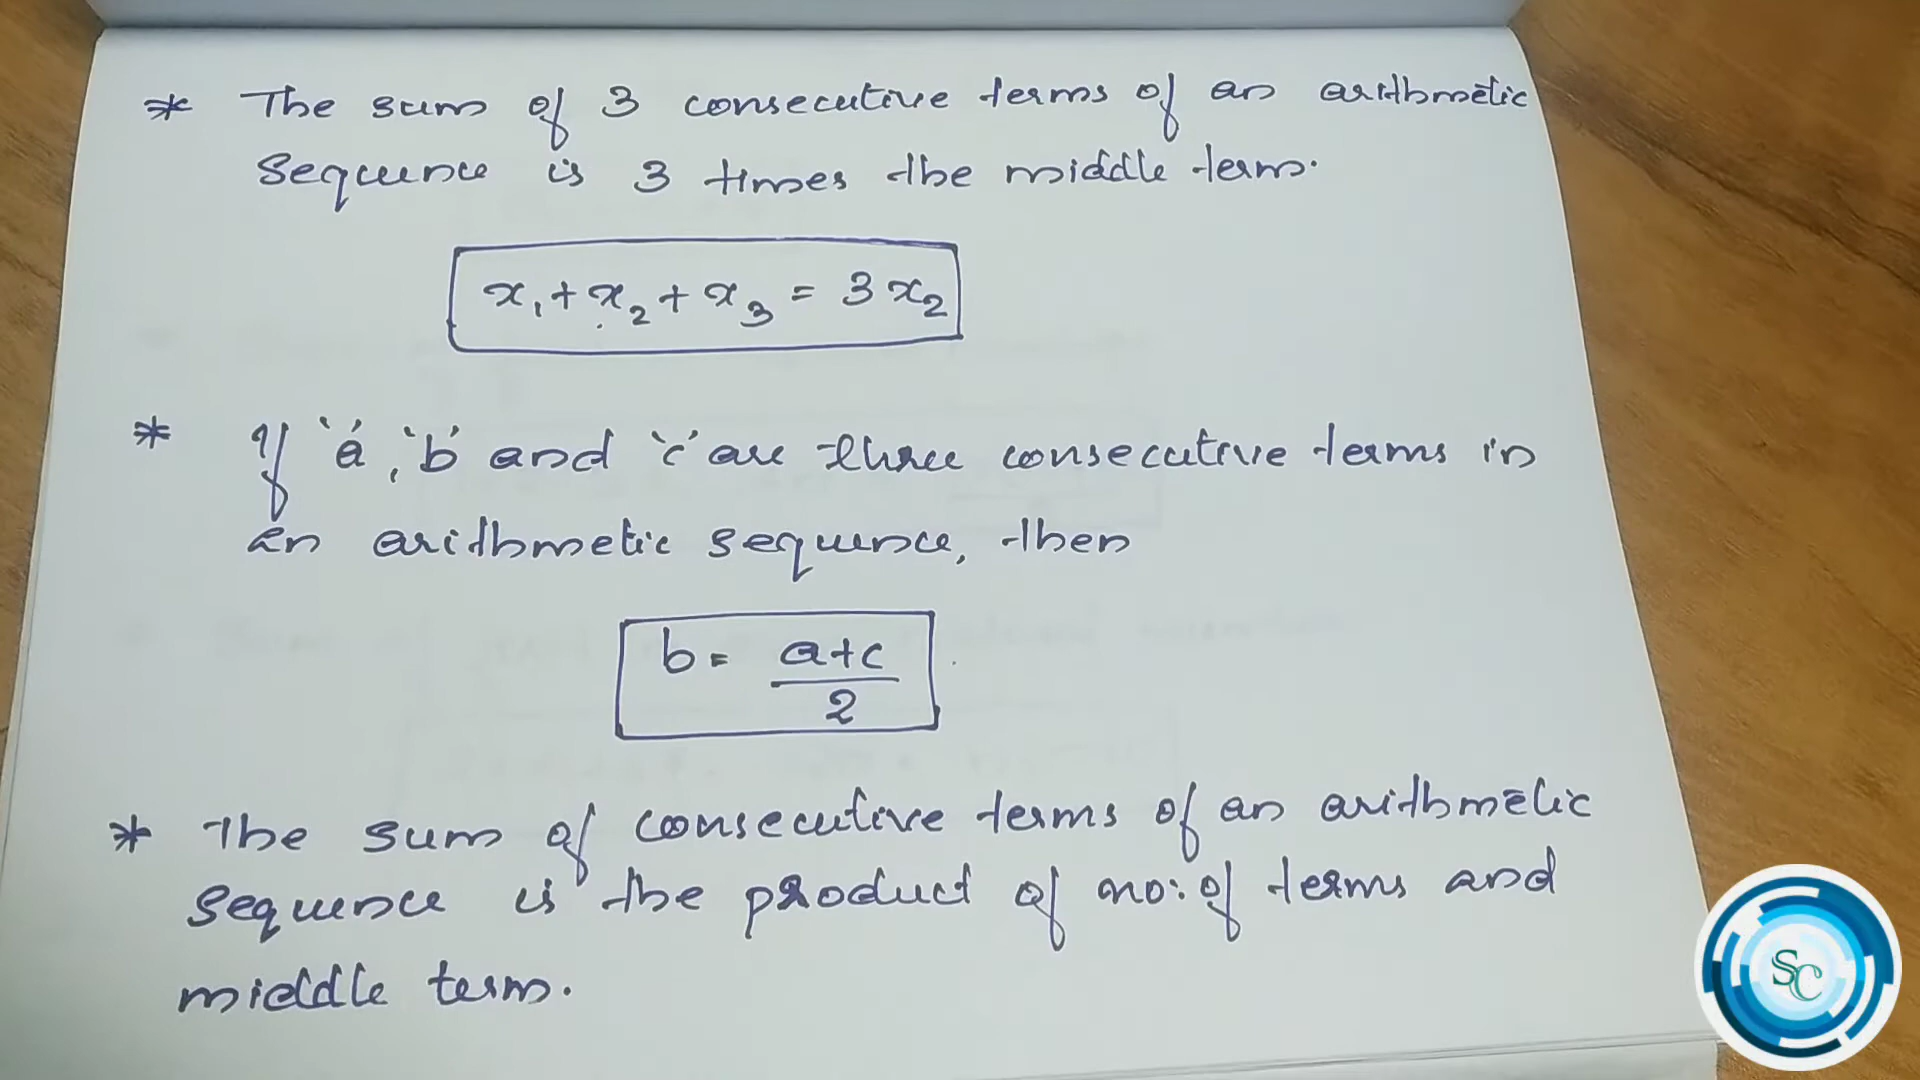 * The sum of 3 consecutive terms of an arithmetic
sequence is 3 times the middle term.
x₁ + x₂ + x₃ = 3x₂
* If 'a', 'b' and 'c' are three consecutive terms in
an arithmetic sequence, then
b = a+c
2
* The sum of consecutive terms of an arithmetic
sequence is the product of no: of terms and
middle term.
SC